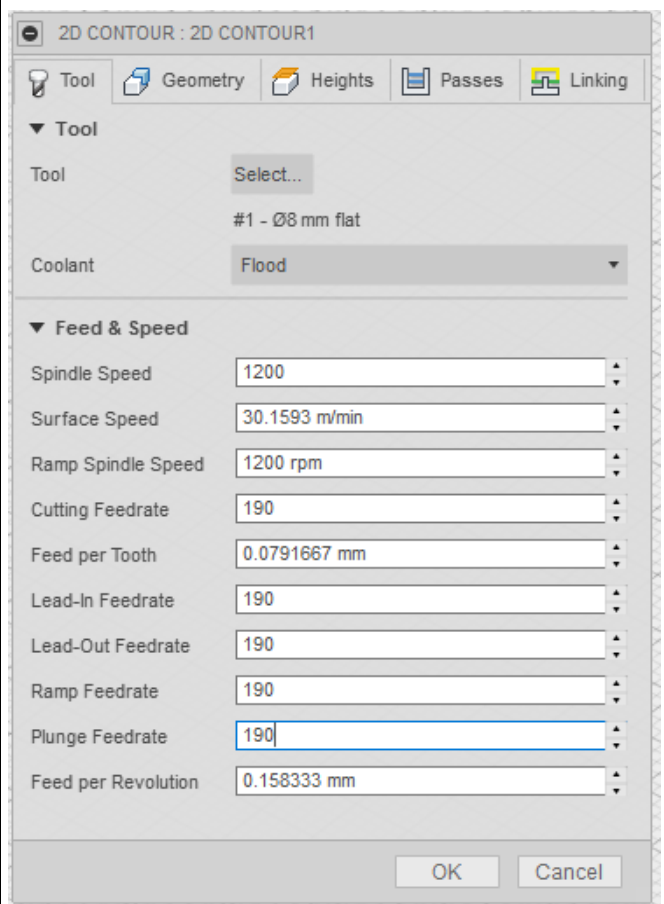 2D CONTOUR : 2D CONTOUR1
Tool Geometry Heights Passes Linking
Tool
Tool Select...
#1 - Ø8 mm flat
Coolant Flood
Feed & Speed
Spindle Speed 1200
Surface Speed 30.1593 m/min
Ramp Spindle Speed 1200 rpm
Cutting Feedrate 190
Feed per Tooth 0.0791667 mm
Lead-In Feedrate 190
Lead-Out Feedrate 190
Ramp Feedrate 190
Plunge Feedrate 190
Feed per Revolution 0.158333 mm
OK Cancel